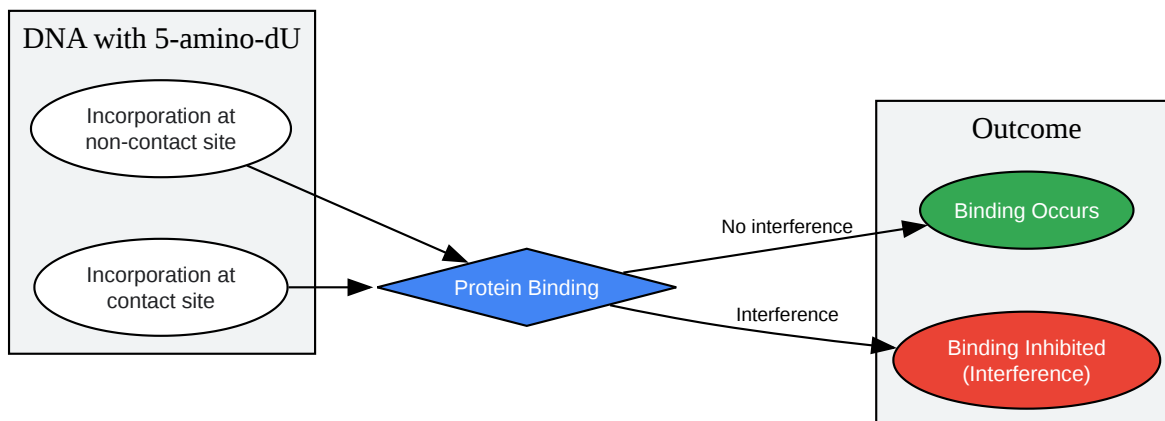 DNA with 5-amino-dU
Incorporation at
non-contact site
Incorporation at
contact site
Protein Binding
No interference
Interference
Outcome
Binding Occurs
Binding Inhibited
(Interference)